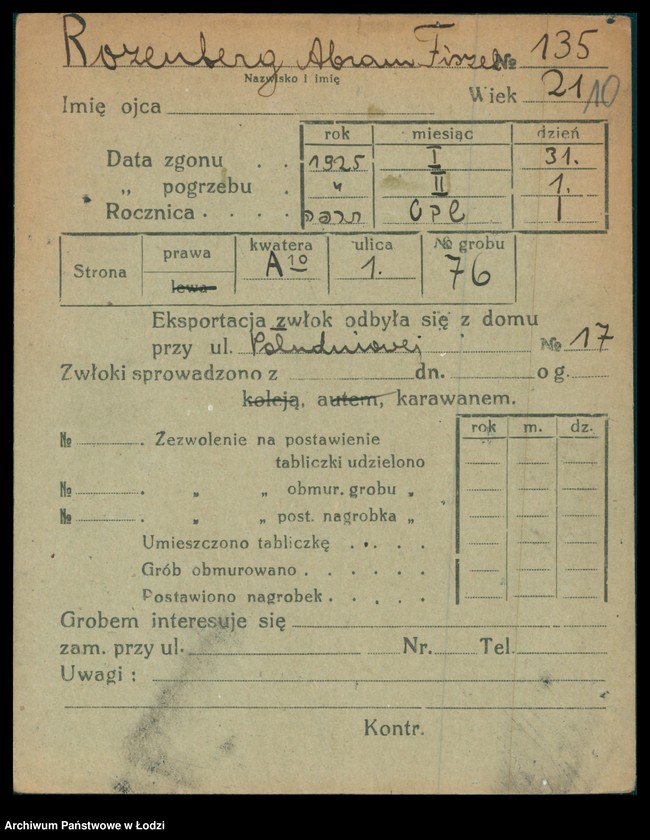 Rozenberg Abram Fiszel № 135
Nazwisko i imię
Wiek 21/10
Imię ojca
rok miesiąc dzień
Data zgonu . . 1925 I 31.
„ pogrzebu . " II 1.
Rocznica . . . . שבט
Strona prawa lewa kwatera A 10 ulica 1. № grobu 76
Eksportacja zwłok odbyła się z domu
przy ul. Południowej № 17
Zwłoki sprowadzono z dn. o g.
koleją, autem, karawanem.
rok m. dz.
№ . Zezwolenie na postawienie
tabliczki udzielono
№ . „ „ obmur. grobu „
№ . „ „ post. nagrobka „
Umieszczono tabliczkę . . . .
Grób obmurowano . . . . . .
Postawiono nagrobek . . . . .
Grobem interesuje się
zam. przy ul. Nr. Tel.
Uwagi :
Kontr.
Archiwum Państwowe w Łodzi